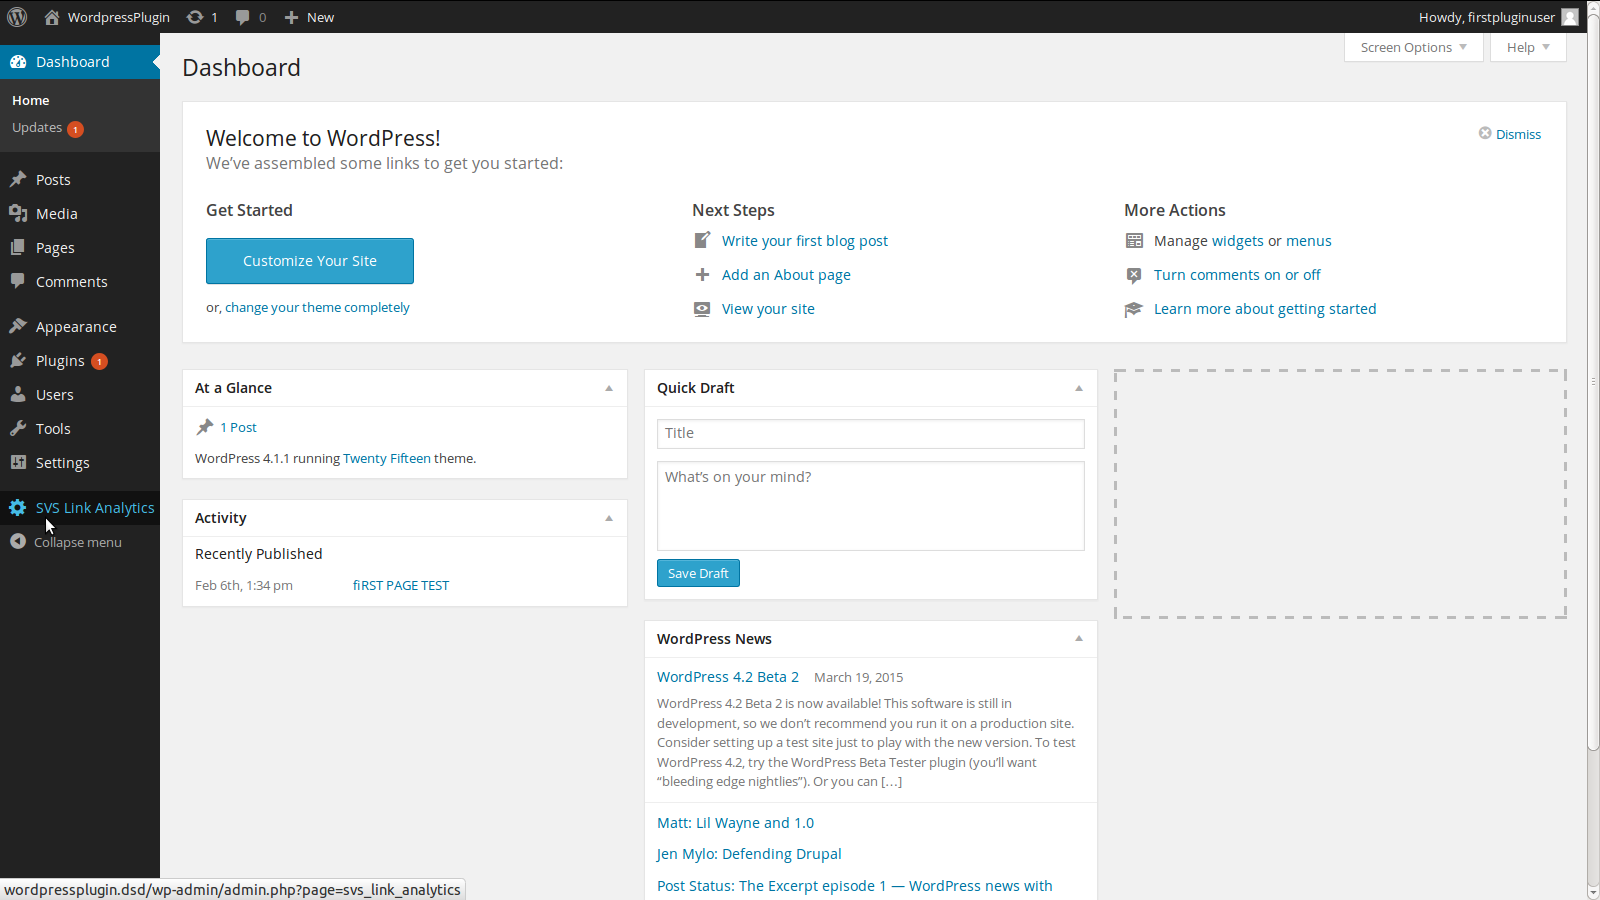 WordpressPlugin 1 0 New Howdy, firstpluginuser
Dashboard
Home
Updates 1
Posts
Media
Pages
Comments
Appearance
Plugins 1
Users
Tools
Settings
SVS Link Analytics
Collapse menu
Screen Options Help
Dashboard
Welcome to WordPress!
We’ve assembled some links to get you started:
Dismiss
Get Started
Customize Your Site
or, change your theme completely
Next Steps
Write your first blog post
Add an About page
View your site
More Actions
Manage widgets or menus
Turn comments on or off
Learn more about getting started
At a Glance
1 Post
WordPress 4.1.1 running Twenty Fifteen theme.
Activity
Recently Published
Feb 6th, 1:34 pm fiRST PAGE TEST
Quick Draft
Title
What’s on your mind?
Save Draft
WordPress News
WordPress 4.2 Beta 2 March 19, 2015
WordPress 4.2 Beta 2 is now available! This software is still in
development, so we don’t recommend you run it on a production site.
Consider setting up a test site just to play with the new version. To test
WordPress 4.2, try the WordPress Beta Tester plugin (you’ll want
“bleeding edge nightlies”). Or you can […]
Matt: Lil Wayne and 1.0
Jen Mylo: Defending Drupal
Post Status: The Excerpt episode 1 — WordPress news with
wordpressplugin.dsd/wp-admin/admin.php?page=svs_link_analytics